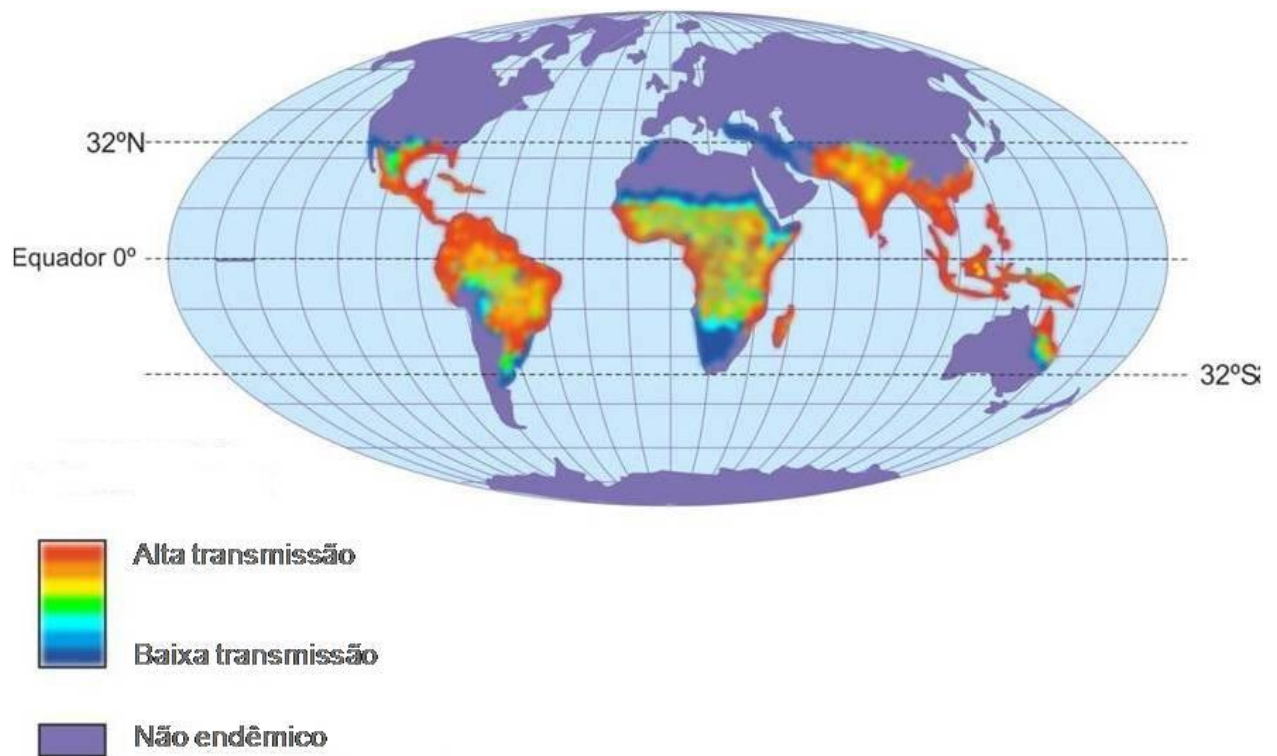 32ºN
Equador 0º
32ºS
Alta transmissão
Baixa transmissão
Não endêmico